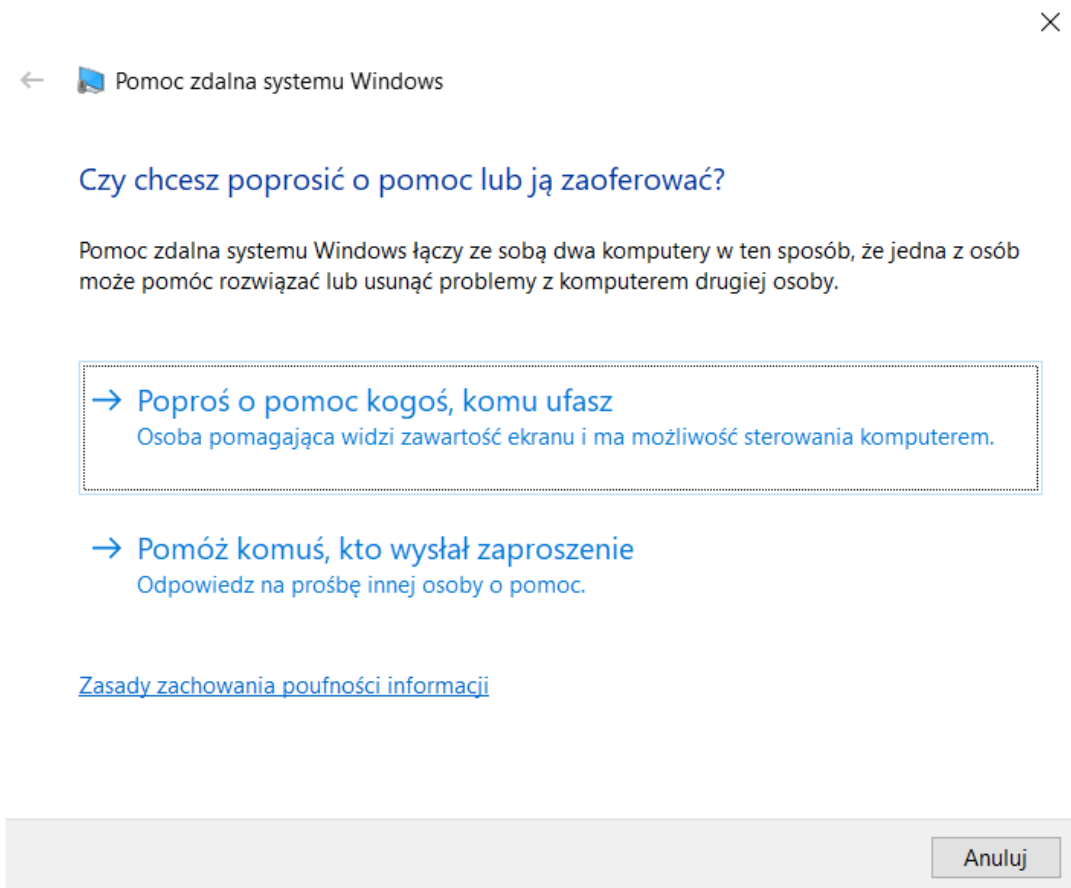 Pomoc zdalna systemu Windows
Czy chcesz poprosić o pomoc lub ją zaoferować?
Pomoc zdalna systemu Windows łączy ze sobą dwa komputery w ten sposób, że jedna z osób
może pomóc rozwiązać lub usunąć problemy z komputerem drugiej osoby.
Poproś o pomoc kogoś, komu ufasz
Osoba pomagająca widzi zawartość ekranu i ma możliwość sterowania komputerem.
Pomóż komuś, kto wysłał zaproszenie
Odpowiedz na prośbę innej osoby o pomoc.
Zasady zachowania poufności informacji
Anuluj